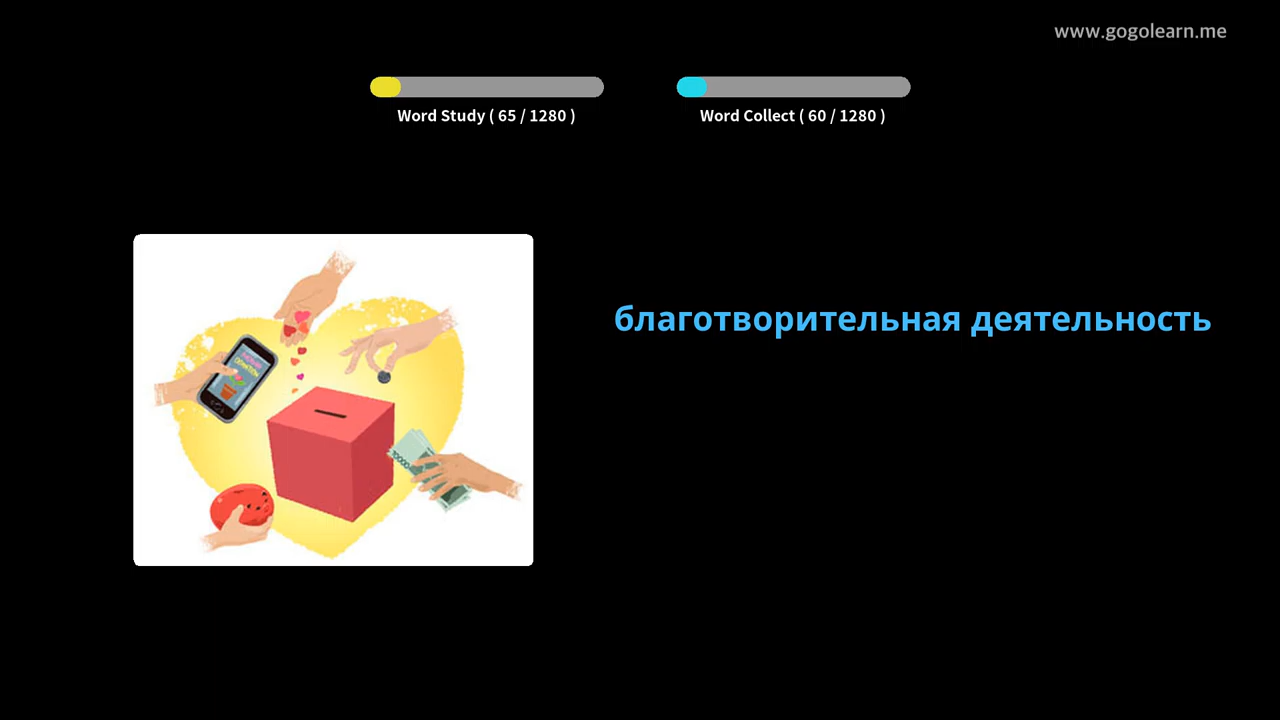 www.gogolearn.me
Word Study ( 65 / 1280 )
Word Collect ( 60 / 1280 )
благотворительная деятельность